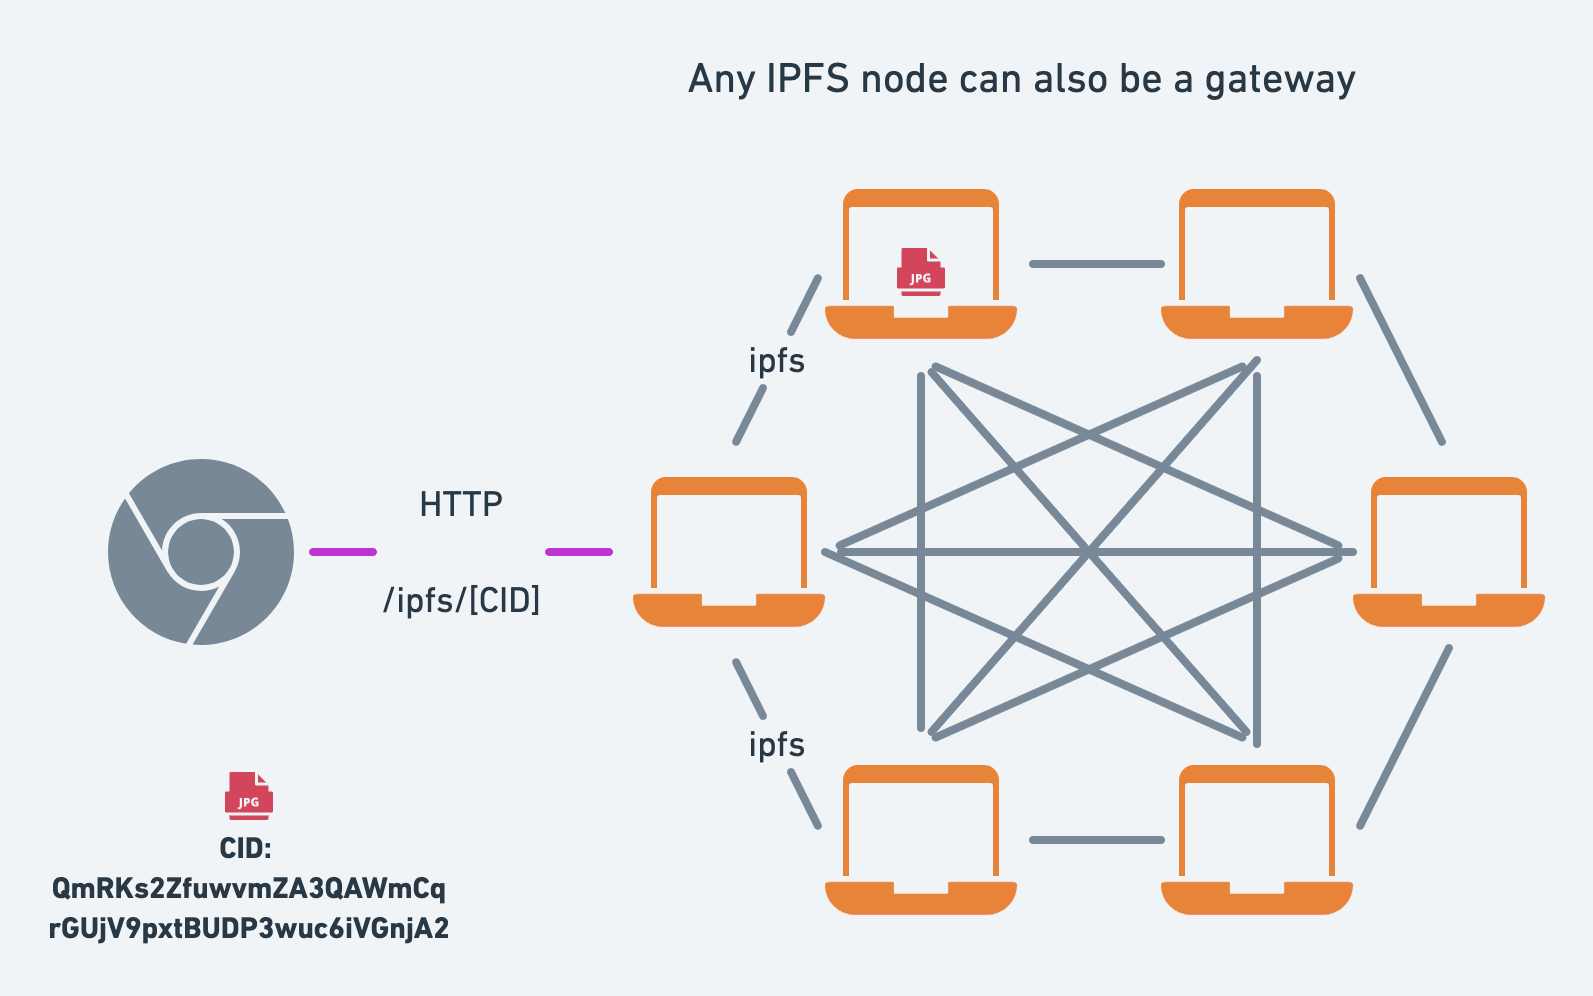 Any IPFS node can also be a gateway
JPG
ipfs
HTTP
/ipfs/[CID]
ipfs
JPG
CID:
QmRKs2ZfuwvmZA3QAWmCq
rGUjV9pxtBUDP3wuc6iVGnjA2